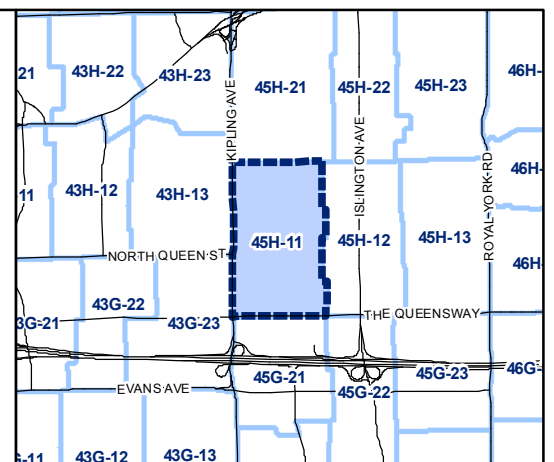 21
43H-22
43H-23
45H-21
45H-22
45H-23
46H-
KIPLING AVE
ISLINGTON AVE
ROYAL YORK RD
11
43H-12
43H-13
45H-11
45H-12
45H-13
46H-
46H-
NORTH QUEEN ST
43G-22
3G-21
43G-23
THE QUEENSWAY
45G-21
45G-22
45G-23
46G-
EVANS AVE
G-11
43G-12
43G-13